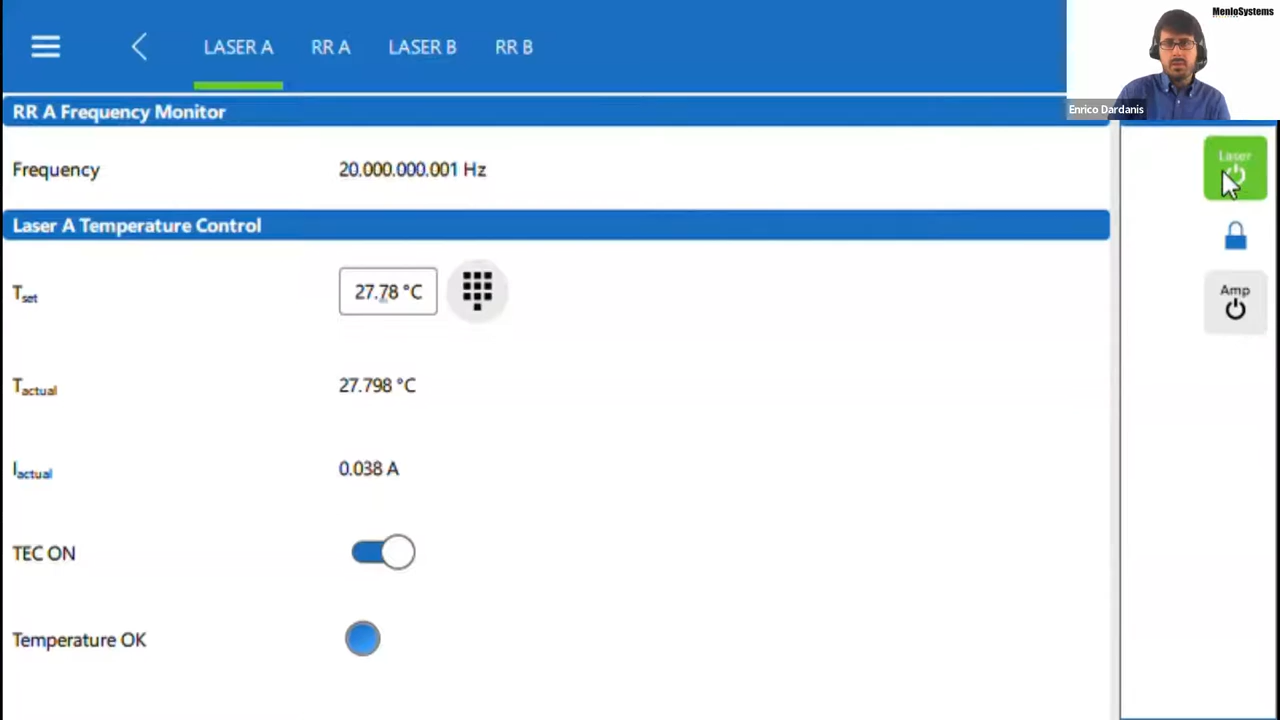 MenloSystems
LASER A
RR A
LASER B
RR B
Enrico Dardanis
RR A Frequency Monitor
Frequency
20.000.000.001 Hz
Laser
Laser A Temperature Control
Tset
27.78 °C
Amp
Tactual
27.798 °C
Iactual
0.038 A
TEC ON
Temperature OK